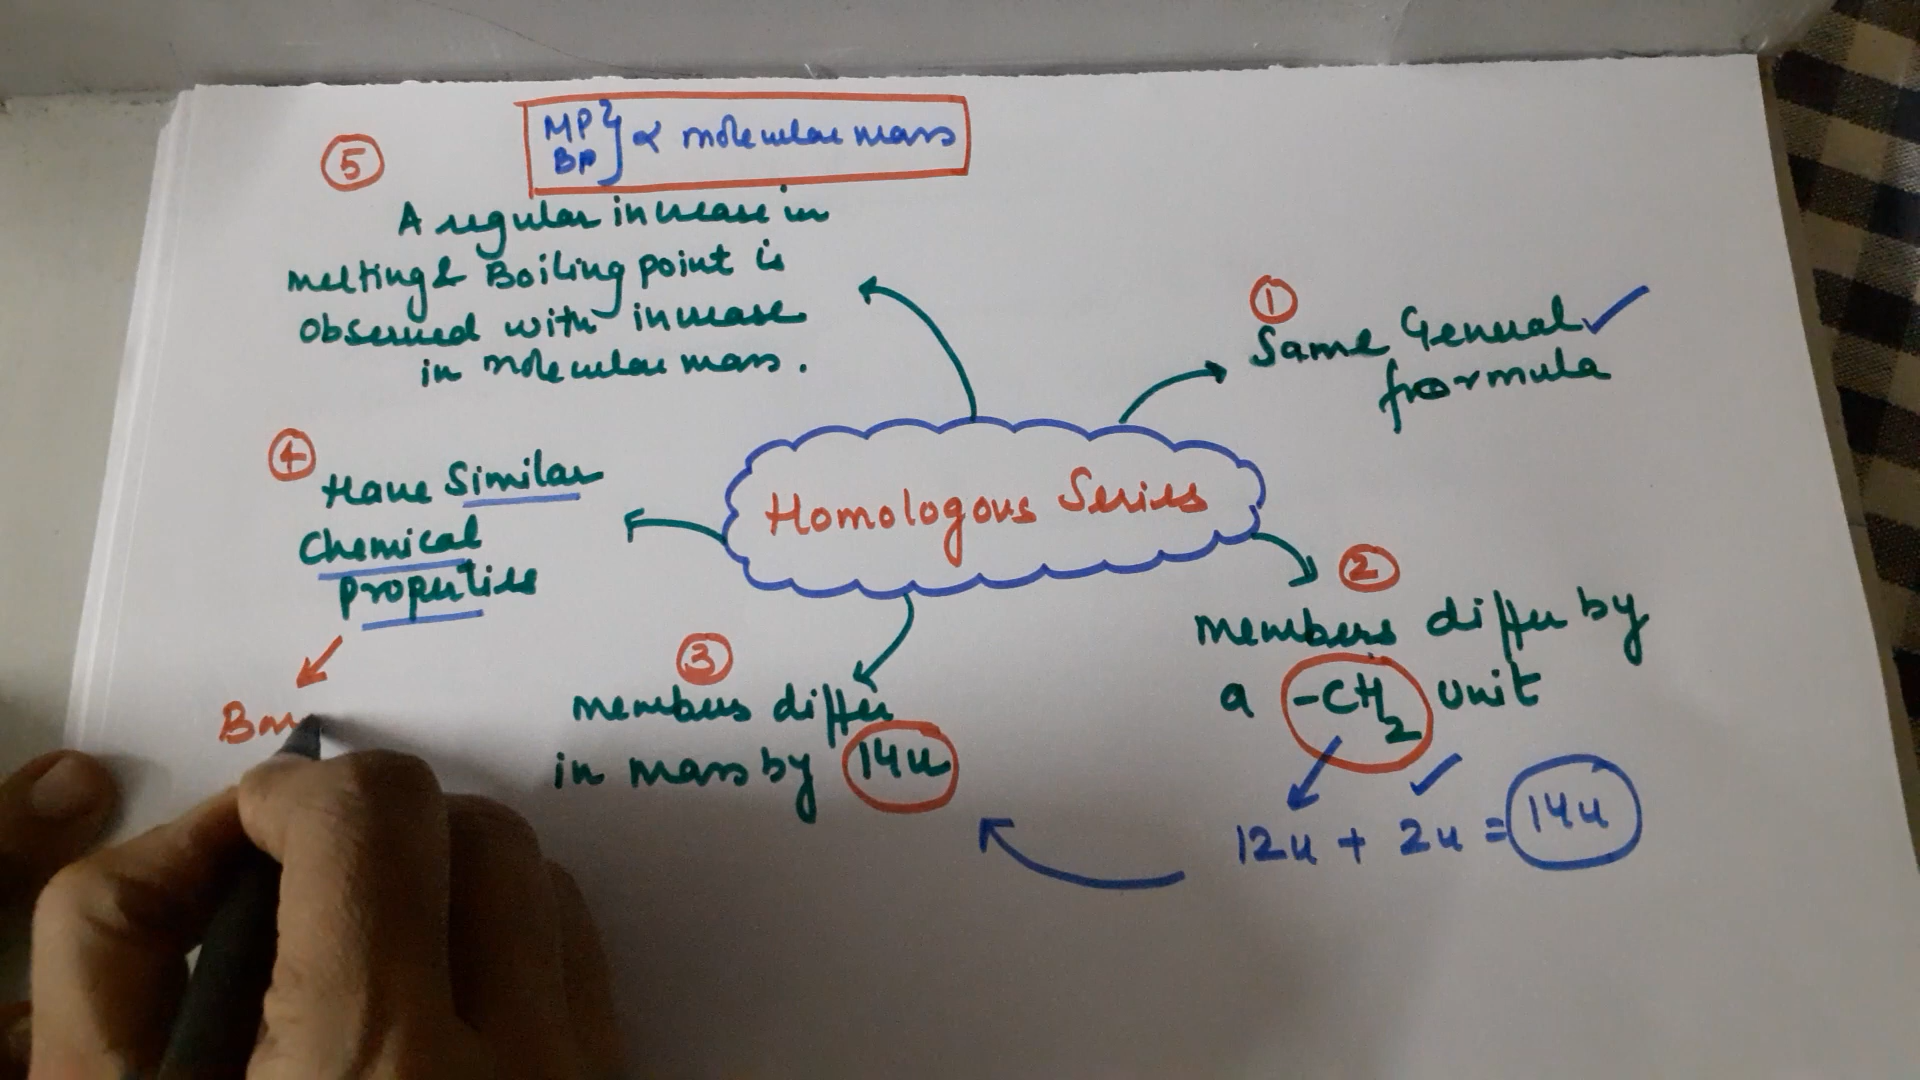 Homologous Series
①
Same General
formula
②
members differ by
a -CH2 unit
12u + 2u = 14u
③
members differ
in mass by 14u
④
Have Similar
Chemical
properties
⑤
MP
BP } ∝ molecular mass
A regular increase in
melting & Boiling point is
observed with increase
in molecular mass.